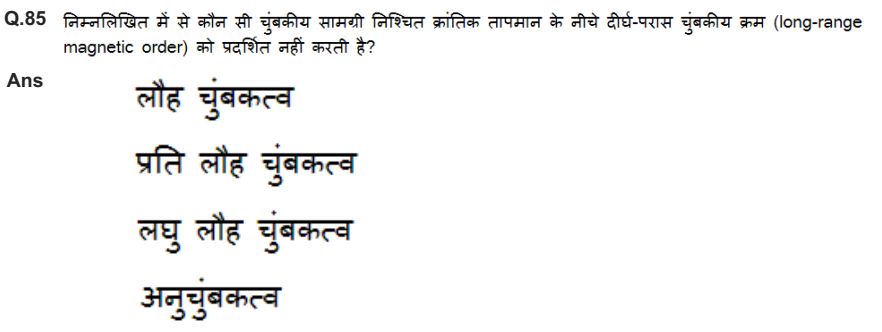 Q.85 निम्नलिखित में से कौन सी चुंबकीय सामग्री निश्चित क्रांतिक तापमान के नीचे दीर्घ-परास चुंबकीय क्रम (long-range
magnetic order) को प्रदर्शित नहीं करती है?
Ans
लौह चुंबकत्व
प्रति लौह चुंबकत्व
लघु लौह चुंबकत्व
अनुचुंबकत्व